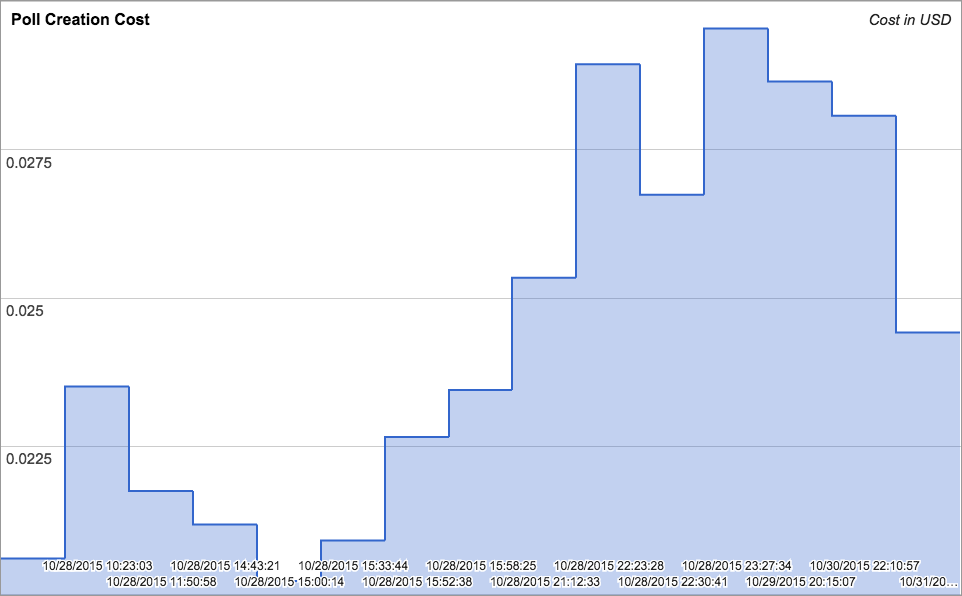 Poll Creation Cost
Cost in USD
0.0275
0.025
0.0225
10/28/2015 10:23:03 10/28/2015 14:43:21 10/28/2015 15:33:44 10/28/2015 15:58:25 10/28/2015 22:23:28 10/28/2015 23:27:34 10/30/2015 22:10:57
10/28/2015 11:50:58 10/28/2015 15:00:14 10/28/2015 15:52:38 10/28/2015 21:12:33 10/28/2015 22:30:41 10/29/2015 20:15:07 10/31/20…